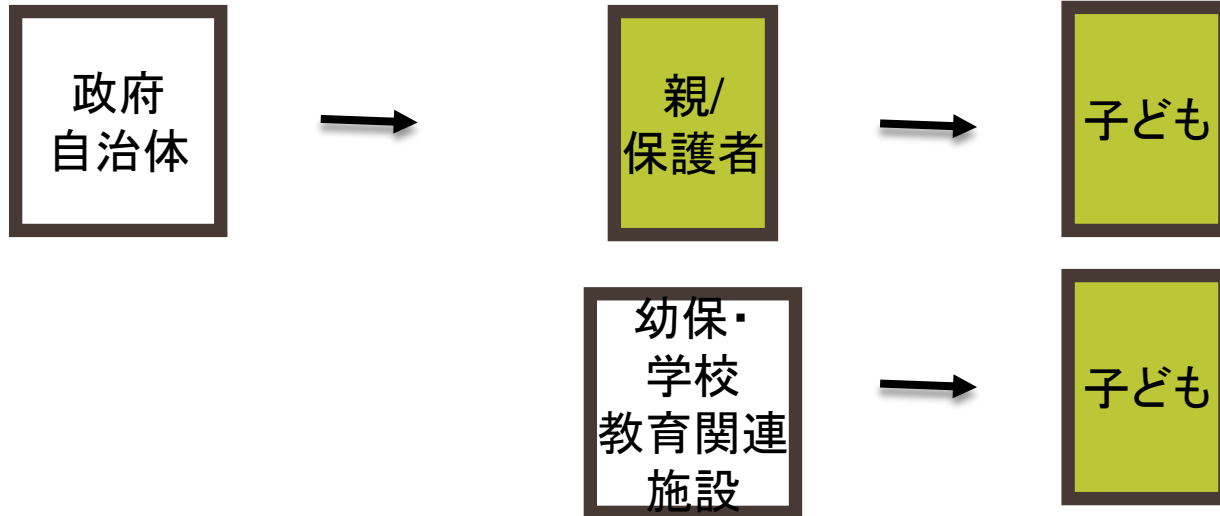 政府
自治体
親/
保護者
子ども
幼保・
学校
教育関連
施設
子ども